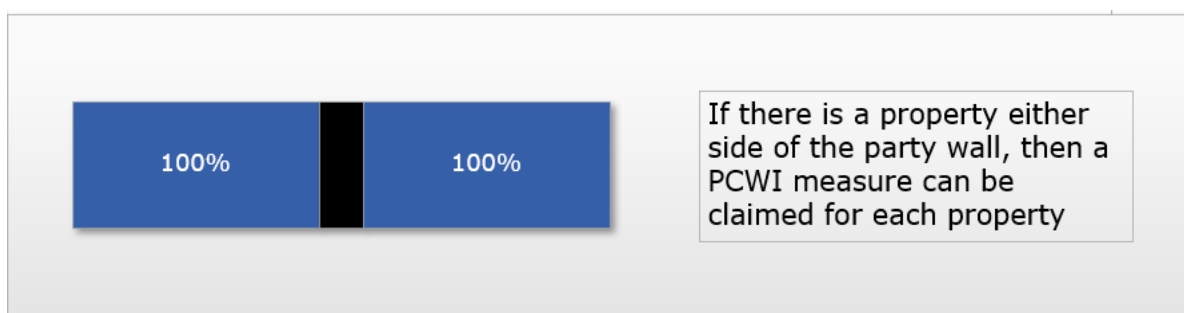 100%
100%
If there is a property either
side of the party wall, then a
PCWI measure can be
claimed for each property